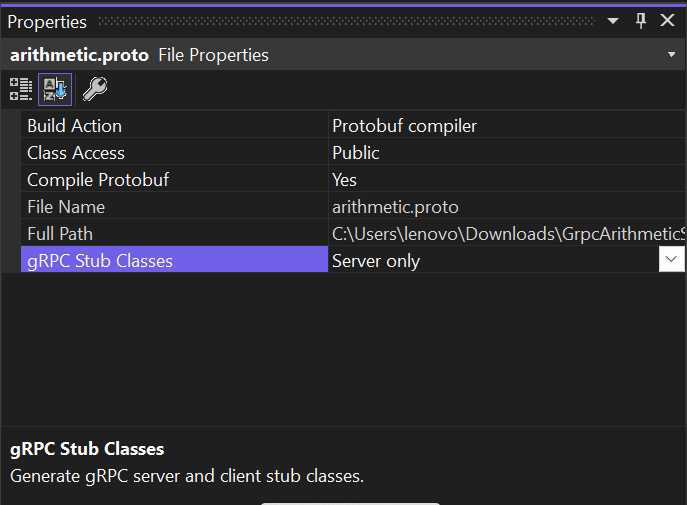 Properties
arithmetic.proto File Properties
Build Action Protobuf compiler
Class Access Public
Compile Protobuf Yes
File Name arithmetic.proto
Full Path C:\Users\lenovo\Downloads\GrpcArithmeticS
gRPC Stub Classes Server only
gRPC Stub Classes
Generate gRPC server and client stub classes.